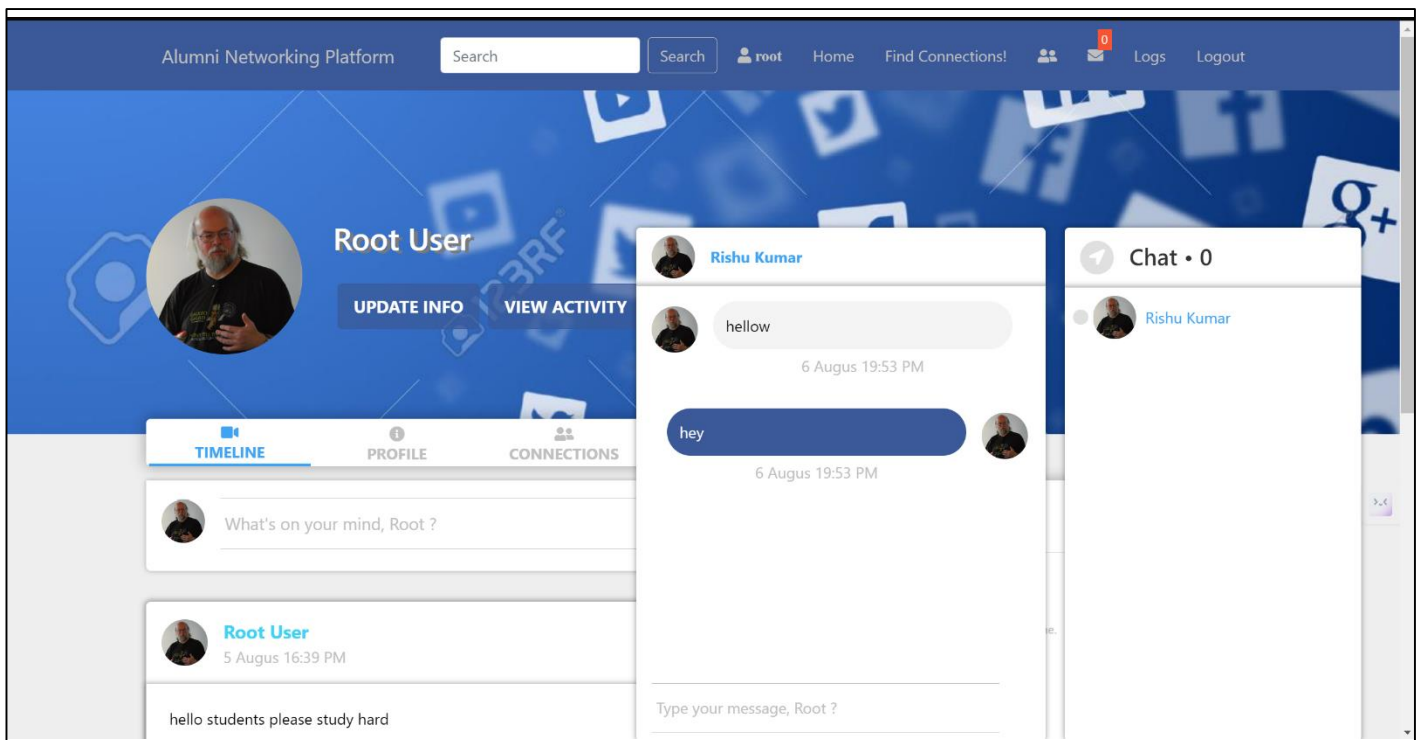 Alumni Networking Platform
Search
Search
root
Home
Find Connections!
0
Logs
Logout
Root User
UPDATE INFO
VIEW ACTIVITY
123RF®
g+
TIMELINE
PROFILE
CONNECTIONS
What's on your mind, Root ?
Root User
5 Augus 16:39 PM
hello students please study hard
Rishu Kumar
hellow
6 Augus 19:53 PM
hey
6 Augus 19:53 PM
Type your message, Root ?
Chat • 0
Rishu Kumar